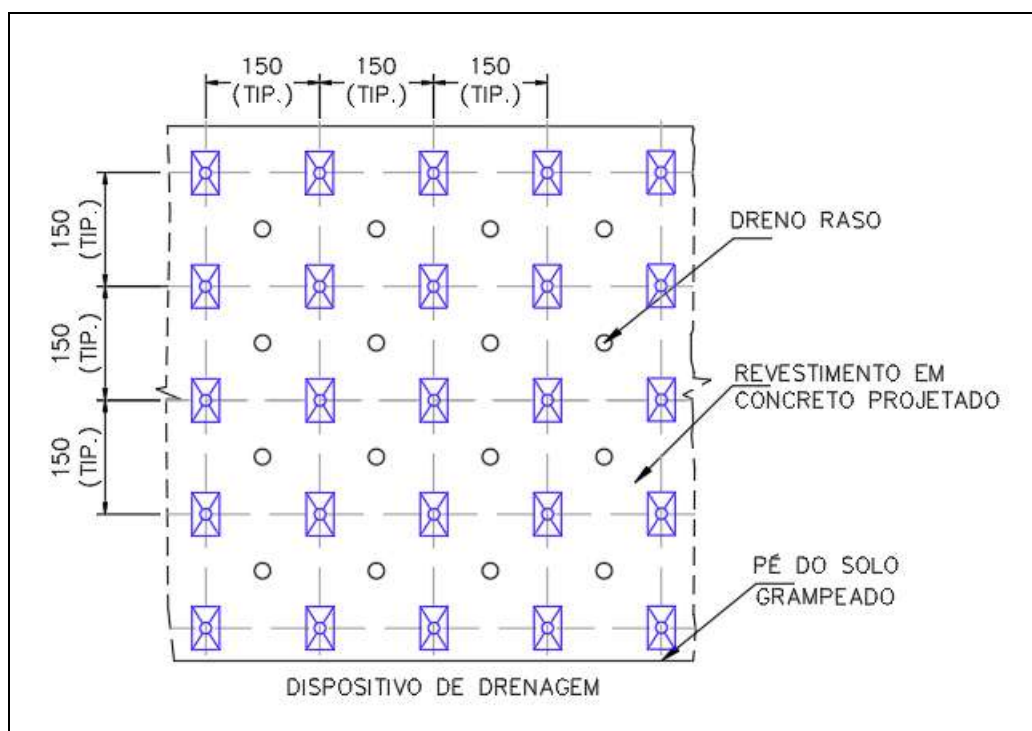 150
(TIP.)
150
(TIP.)
150
(TIP.)
150
(TIP.)
150
(TIP.)
150
(TIP.)
DRENO RASO
REVESTIMENTO EM
CONCRETO PROJETADO
PÉ DO SOLO
GRAMPEADO
DISPOSITIVO DE DRENAGEM